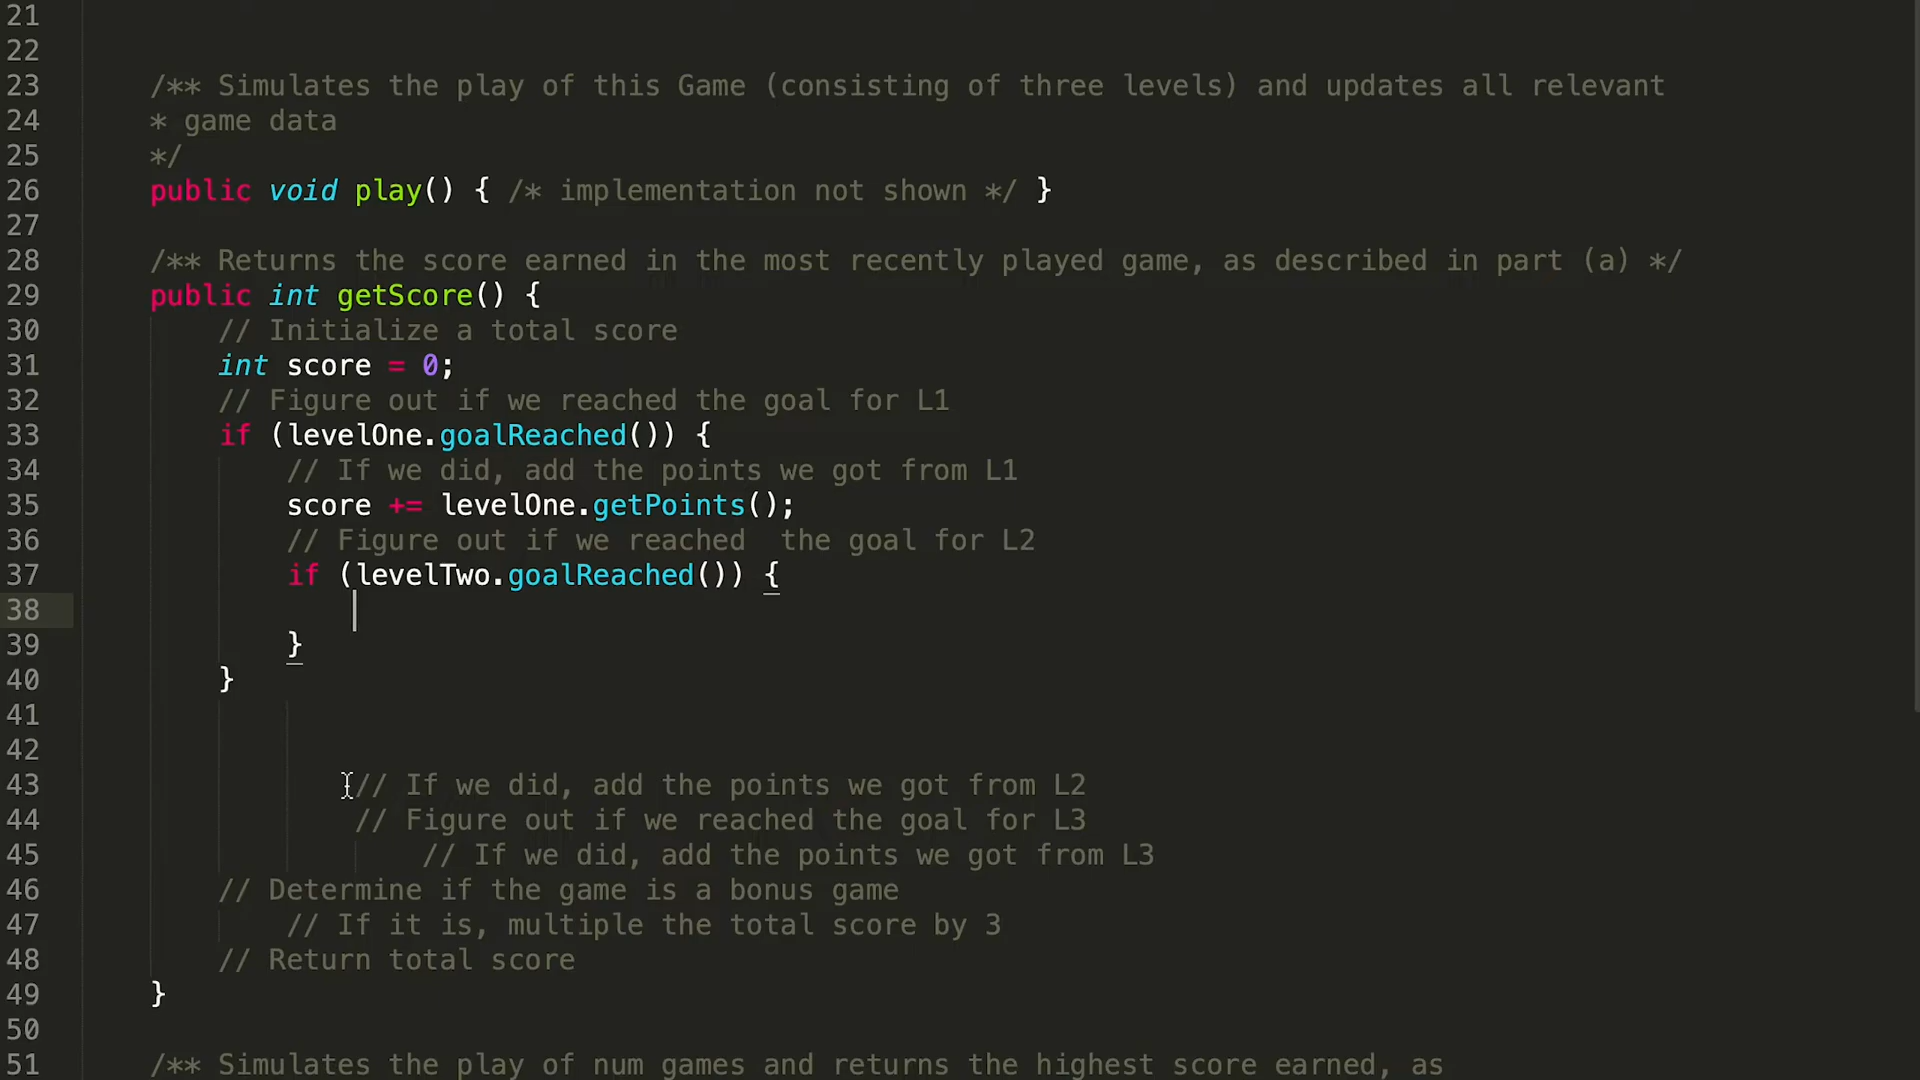 21
22
23 /** Simulates the play of this Game (consisting of three levels) and updates all relevant
24 * game data
25 */
26 public void play() { /* implementation not shown */ }
27
28 /** Returns the score earned in the most recently played game, as described in part (a) */
29 public int getScore() {
30 // Initialize a total score
31 int score = 0;
32 // Figure out if we reached the goal for L1
33 if (levelOne.goalReached()) {
34 // If we did, add the points we got from L1
35 score += levelOne.getPoints();
36 // Figure out if we reached  the goal for L2
37 if (levelTwo.goalReached()) {
38
39 }
40 }
41
42
43 // If we did, add the points we got from L2
44 // Figure out if we reached the goal for L3
45 // If we did, add the points we got from L3
46 // Determine if the game is a bonus game
47 // If it is, multiple the total score by 3
48 // Return total score
49 }
50
51 /** Simulates the play of num games and returns the highest score earned, as